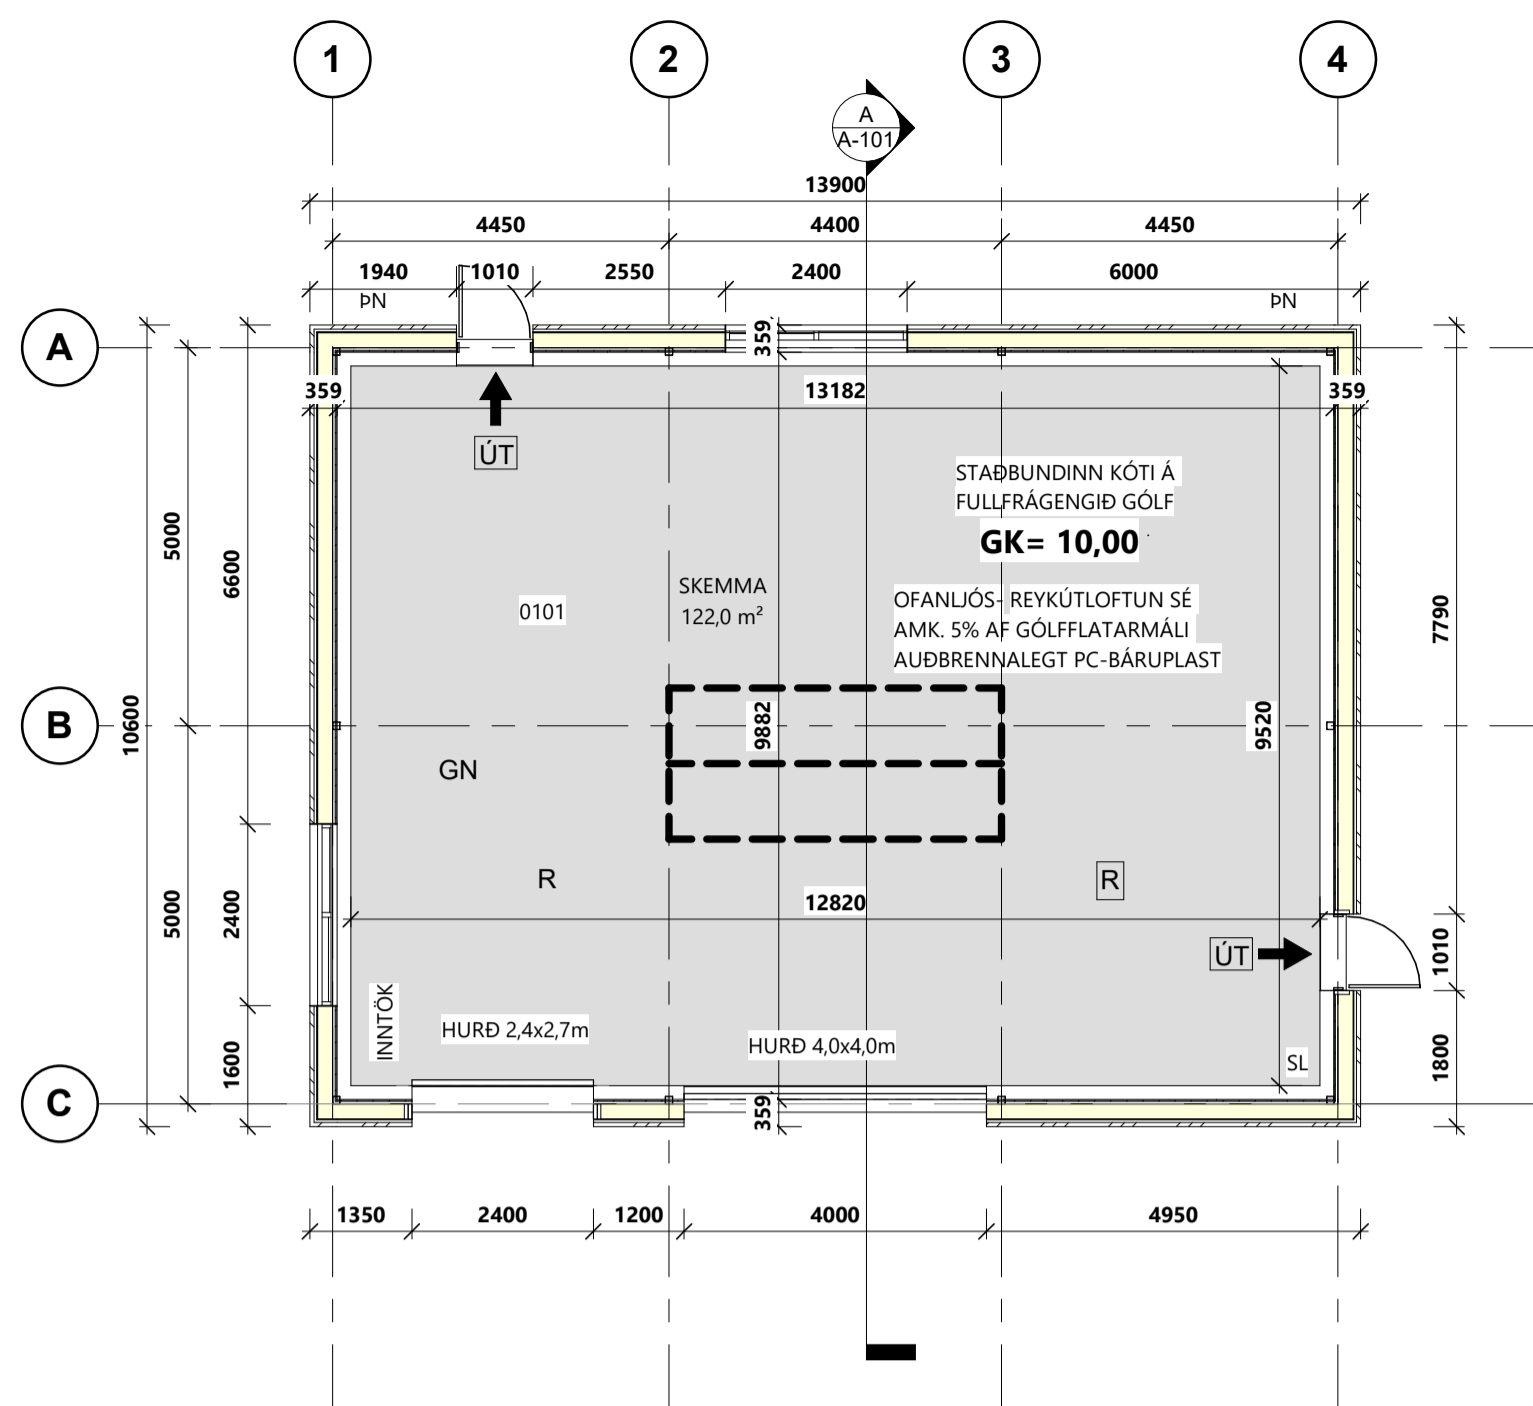 1 2 3 4
A
A-101
13900
4450 4400 4450
1940 1010 2550 2400 6000
ÞN ÞN
A
359
359 13182 359
ÚT
STAÐBUNDINN KÓTI Á
FULLFRÁGENGIÐ GÓLF
GK= 10,00
5000
6600
SKEMMA
122,0 m²
0101
OFANLJÓS- REYKÚTLOFTUN SÉ
AMK. 5% AF GÓLFFLATARMÁLI
AUÐBRENNALEGT PC-BÁRUPLAST
7790
B
10600
9882
9520
GN
R
R
12820
5000
2400
ÚT
1010
INNTÖK
HURÐ 2,4x2,7m
HURÐ 4,0x4,0m
SL
1600
1800
C
359
1350 2400 1200 4000 4950